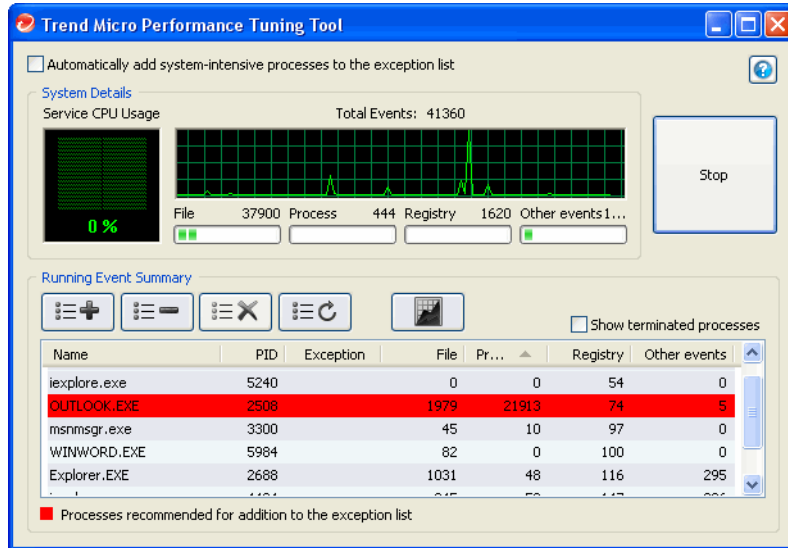 Trend Micro Performance Tuning Tool
Automatically add system-intensive processes to the exception list
System Details
Service CPU Usage
Total Events: 41360
0 %
File 37900 Process 444 Registry 1620 Other events1...
Stop
Running Event Summary
Show terminated processes
Name PID Exception File Pr... Registry Other events
iexplore.exe 5240 0 0 54 0
OUTLOOK.EXE 2508 1979 21913 74 5
msnmsgr.exe 3300 45 10 97 0
WINWORD.EXE 5984 82 0 100 0
Explorer.EXE 2688 1031 48 116 295
Processes recommended for addition to the exception list